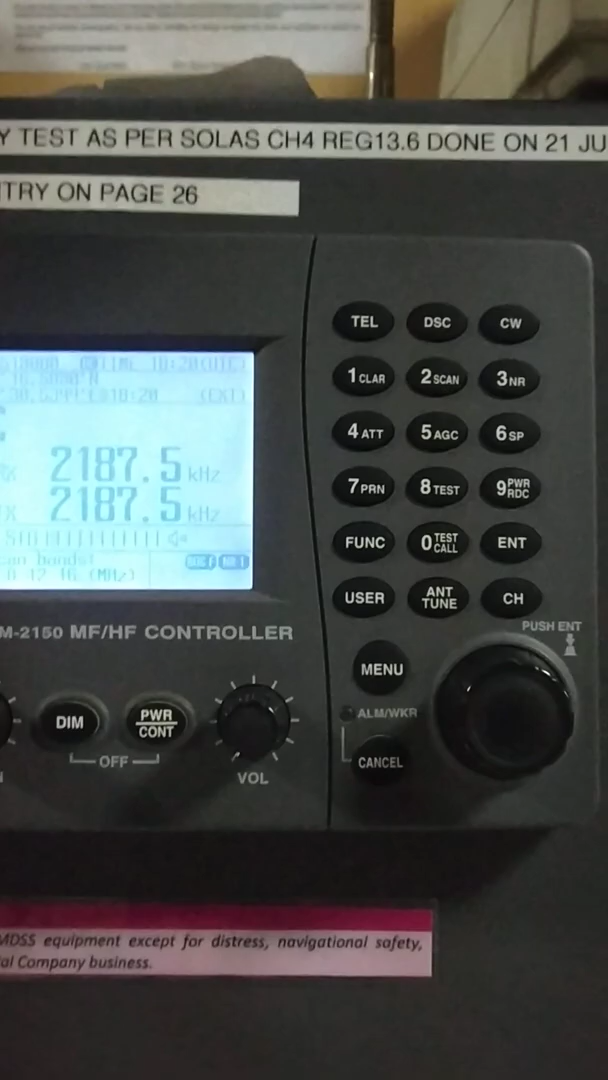 Y TEST AS PER SOLAS CH4 REG13.6 DONE ON 21 JU
TRY ON PAGE 26
TEL DSC CW
1 CLAR 2 SCAN 3 NR
(EXT)
4 ATT 5 AGC 6 SP
2187.5 kHz
7 PRN 8 TEST 9 PWR RDC
X 2187.5 kHz
FUNC 0 TEST CALL ENT
(MHz)
USER ANT TUNE CH
M-2150 MF/HF CONTROLLER
PUSH ENT
MENU
DIM PWR CONT
ALM/WKR
OFF
CANCEL
VOL
MDSS equipment except for distress, navigational safety,
al Company business.